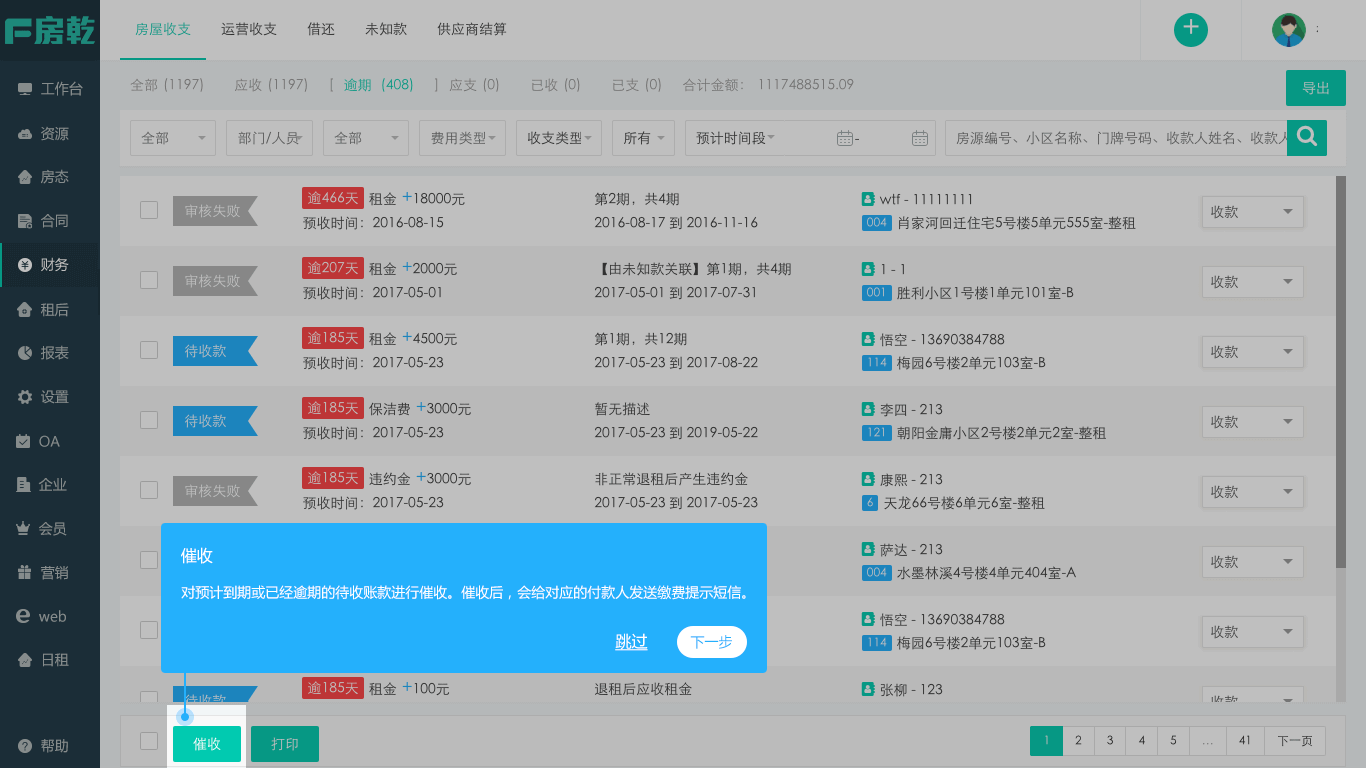 房乾
房屋收支 运营收支 借还 未知款 供应商结算
工作台
资源
房态
合同
财务
租后
报表
设置
OA
企业
会员
营销
web
日租
帮助
全部 (1197) 应收 (1197) [ 逾期 (408) ] 应支 (0) 已收 (0) 已支 (0) 合计金额： 1117488515.09 导出
全部 部门/人员 全部 费用类型 收支类型 所有 预计时间段 - 房源编号、小区名称、门牌号码、收款人姓名、收款人
审核失败 逾466天 租金 +18000元 第2期，共4期 wtf - 11111111 收款
预收时间： 2016-08-15 2016-08-17 到 2016-11-16 004 肖家河回迁住宅5号楼5单元555室-整租
审核失败 逾207天 租金 +2000元 【由未知款关联】第1期，共4期 1 - 1 收款
预收时间： 2017-05-01 2017-05-01 到 2017-07-31 001 胜利小区1号楼1单元101室-B
待收款 逾185天 租金 +4500元 第1期，共12期 悟空 - 13690384788 收款
预收时间： 2017-05-23 2017-05-23 到 2017-08-22 114 梅园6号楼2单元103室-B
待收款 逾185天 保洁费 +3000元 暂无描述 李四 - 213 收款
预收时间： 2017-05-23 2017-05-23 到 2019-05-22 121 朝阳金庸小区2号楼2单元2室-整租
审核失败 逾185天 违约金 +3000元 非正常退租后产生违约金 康熙 - 213 收款
预收时间： 2017-05-23 2017-05-23 到 2017-05-23 6 天龙66号楼6单元6室-整租
萨达 - 213 收款
004 水墨林溪4号楼4单元404室-A
悟空 - 13690384788 收款
114 梅园6号楼2单元103室-B
待收款 逾185天 租金 +100元 退租后应收租金 张柳 - 123 收款
催收
对预计到期或已经逾期的待收账款进行催收。催收后，会给对应的付款人发送缴费提示短信。
跳过 下一步
催收 打印 1 2 3 4 5 ... 41 下一页